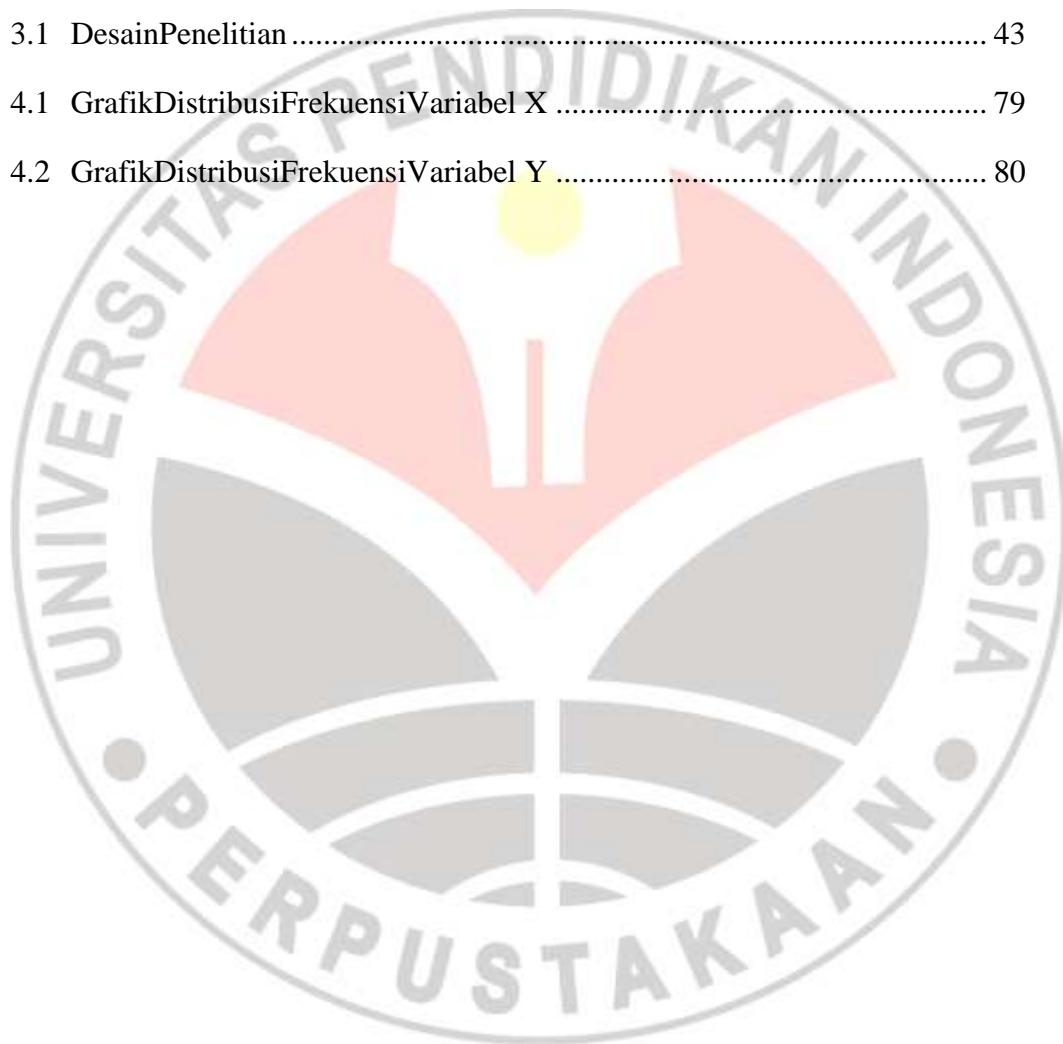 3.1 DesainPenelitian ........................................................................................ 43
4.1 GrafikDistribusiFrekuensiVariabel X ....................................................... 79
4.2 GrafikDistribusiFrekuensiVariabel Y ....................................................... 80
UNIVERSITAS PENDIDIKAN INDONESIA
• PERPUSTAKAAN •